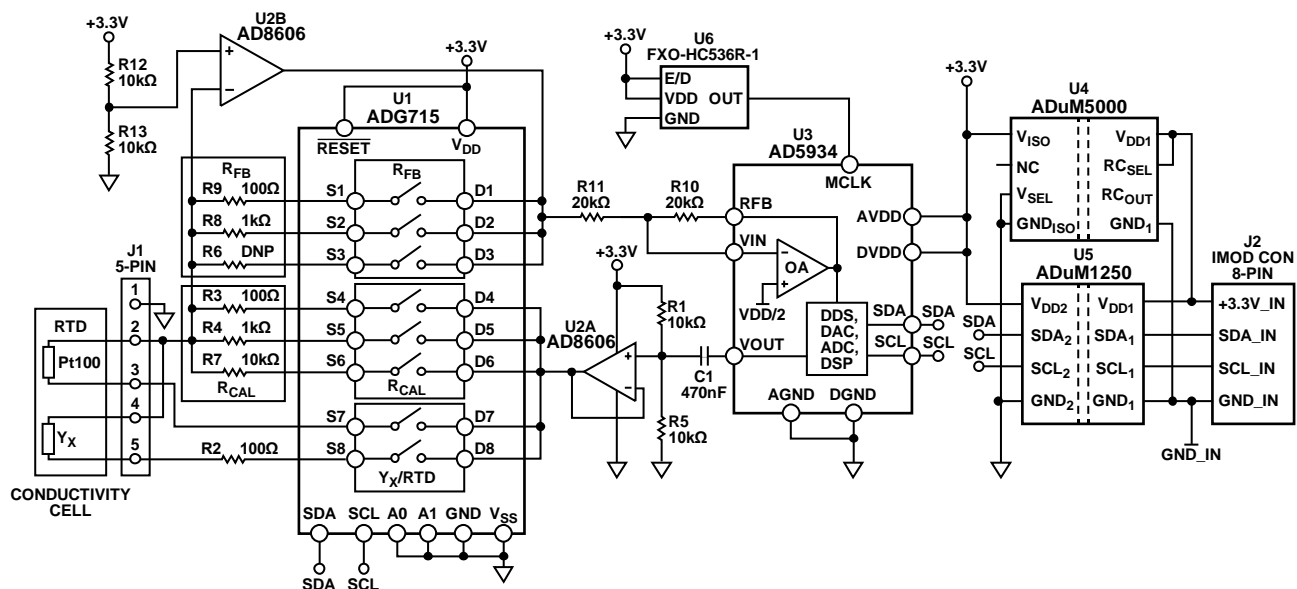 +3.3V
R12
10kΩ
R13
10kΩ
U2B
AD8606
+
−
+3.3V
U1
ADG715
RESET
VDD
RFB
R9 100Ω
R8 1kΩ
R6 DNP
RFB
S1
S2
S3
D1
D2
D3
J1
5-PIN
1
2
3
4
5
RTD
Pt100
YX
CONDUCTIVITY
CELL
R3 100Ω
R4 1kΩ
R7 10kΩ
RCAL
S4
S5
S6
D4
D5
D6
RCAL
R2 100Ω
S7
S8
D7
D8
YX/RTD
SDA
SCL
A0
A1
GND
VSS
SDA
SCL
U6
FXO-HC536R-1
+3.3V
E/D
VDD
GND
OUT
R11
20kΩ
R10
20kΩ
+3.3V
R1
10kΩ
R5
10kΩ
U2A
AD8606
+
−
C1
470nF
U3
AD5934
MCLK
RFB
VIN
−
+
OA
VDD/2
VOUT
DDS,
DAC,
ADC,
DSP
AVDD
DVDD
SDA
SCL
SDA
SCL
AGND
DGND
+3.3V
U4
ADuM5000
VISO
NC
VSEL
GNDISO
VDD1
RCSEL
RCOUT
GND1
U5
ADuM1250
SDA
SCL
VDD2
SDA2
SCL2
GND2
VDD1
SDA1
SCL1
GND1
J2
IMOD CON
8-PIN
+3.3V_IN
SDA_IN
SCL_IN
GND_IN
GND_IN